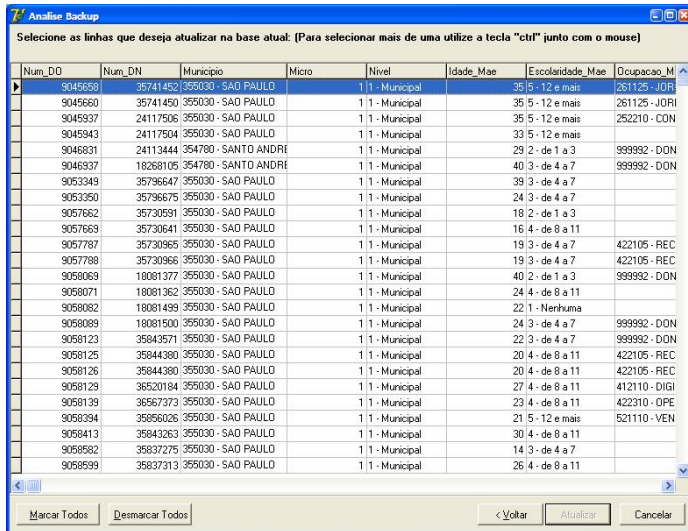 Analise Backup
Selecione as linhas que deseja atualizar na base atual: (Para selecionar mais de uma utilize a tecla "ctrl" junto com o mouse)
Num_DO Num_DN Municipio Micro Nivel Idade_Mae Escolaridade_Mae Ocupacao_M
9045658 35741452 355030 - SAO PAULO 1 1 - Municipal 35 5 - 12 e mais 261125 - JOR
9045660 35741450 355030 - SAO PAULO 1 1 - Municipal 35 5 - 12 e mais 261125 - JORI
9045937 24117506 355030 - SAO PAULO 1 1 - Municipal 35 5 - 12 e mais 252210 - CON
9045943 24117504 355030 - SAO PAULO 1 1 - Municipal 33 5 - 12 e mais
9046831 24113444 354780 - SANTO ANDRE 1 1 - Municipal 29 2 - de 1 a 3 999992 - DON
9046937 18268105 354780 - SANTO ANDRE 1 1 - Municipal 40 3 - de 4 a 7 999992 - DON
9053349 35796647 355030 - SAO PAULO 1 1 - Municipal 39 3 - de 4 a 7
9053350 35796675 355030 - SAO PAULO 1 1 - Municipal 24 3 - de 4 a 7
9057662 35730591 355030 - SAO PAULO 1 1 - Municipal 18 2 - de 1 a 3
9057669 35730641 355030 - SAO PAULO 1 1 - Municipal 16 4 - de 8 a 11
9057787 35730965 355030 - SAO PAULO 1 1 - Municipal 19 3 - de 4 a 7 422105 - REC
9057788 35730966 355030 - SAO PAULO 1 1 - Municipal 19 3 - de 4 a 7 422105 - REC
9058069 18081377 355030 - SAO PAULO 1 1 - Municipal 40 2 - de 1 a 3 999992 - DON
9058071 18081362 355030 - SAO PAULO 1 1 - Municipal 24 4 - de 8 a 11
9058082 18081499 355030 - SAO PAULO 1 1 - Municipal 22 1 - Nenhuma
9058089 18081500 355030 - SAO PAULO 1 1 - Municipal 24 3 - de 4 a 7 999992 - DON
9058123 35843571 355030 - SAO PAULO 1 1 - Municipal 22 3 - de 4 a 7 999992 - DON
9058125 35844380 355030 - SAO PAULO 1 1 - Municipal 20 4 - de 8 a 11 422105 - REC
9058126 35844380 355030 - SAO PAULO 1 1 - Municipal 20 4 - de 8 a 11 422105 - REC
9058129 36520184 355030 - SAO PAULO 1 1 - Municipal 27 4 - de 8 a 11 412110 - DIGI
9058139 36567373 355030 - SAO PAULO 1 1 - Municipal 23 4 - de 8 a 11 422310 - OPE
9058394 35856026 355030 - SAO PAULO 1 1 - Municipal 21 5 - 12 e mais 521110 - VEN
9058413 35843263 355030 - SAO PAULO 1 1 - Municipal 30 4 - de 8 a 11
9058582 35837275 355030 - SAO PAULO 1 1 - Municipal 14 3 - de 4 a 7
9058599 35837313 355030 - SAO PAULO 1 1 - Municipal 26 4 - de 8 a 11
Marcar Todos Desmarcar Todos < Voltar Atualizar Cancelar